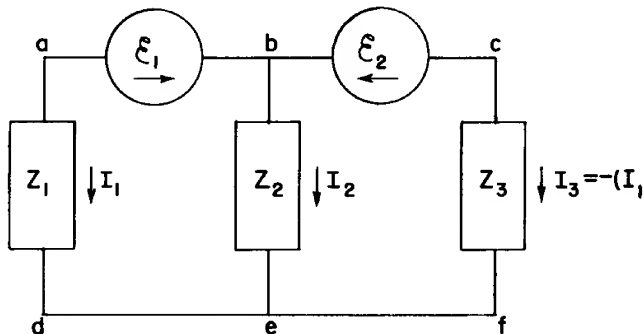 a ℰ₁ b ℰ₂ c
Z₁ I₁ Z₂ I₂ Z₃ I₃=-(I₁
d e f